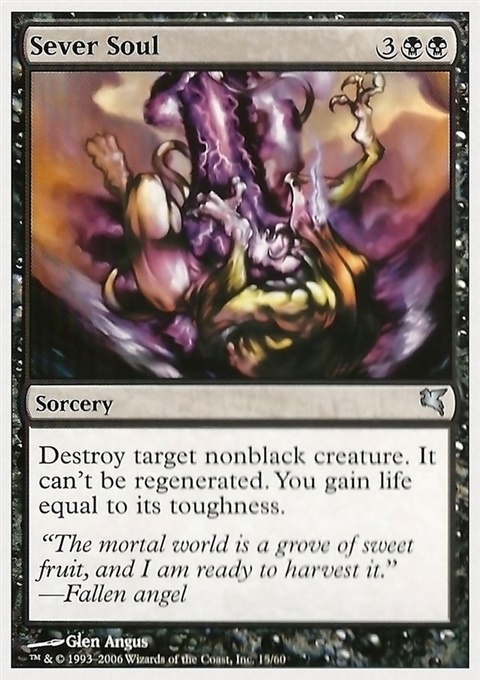 Sever Soul 3
Sorcery
Destroy target nonblack creature. It
can't be regenerated. You gain life
equal to its toughness.
"The mortal world is a grove of sweet
fruit, and I am ready to harvest it."
—Fallen angel
Glen Angus
™ & © 1993–2006 Wizards of the Coast, Inc. 15/60